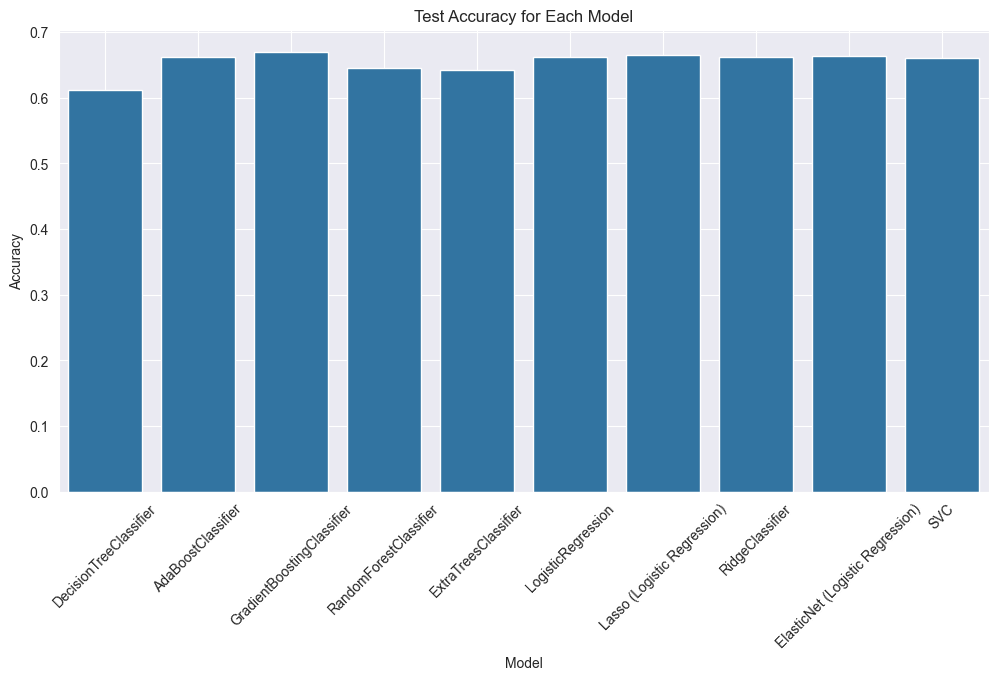 Test Accuracy for Each Model
Accuracy
0.7
0.6
0.5
0.4
0.3
0.2
0.1
0.0
DecisionTreeClassifier
AdaBoostClassifier
GradientBoostingClassifier
RandomForestClassifier
ExtraTreesClassifier
LogisticRegression
Lasso (Logistic Regression)
RidgeClassifier
ElasticNet (Logistic Regression)
SVC
Model